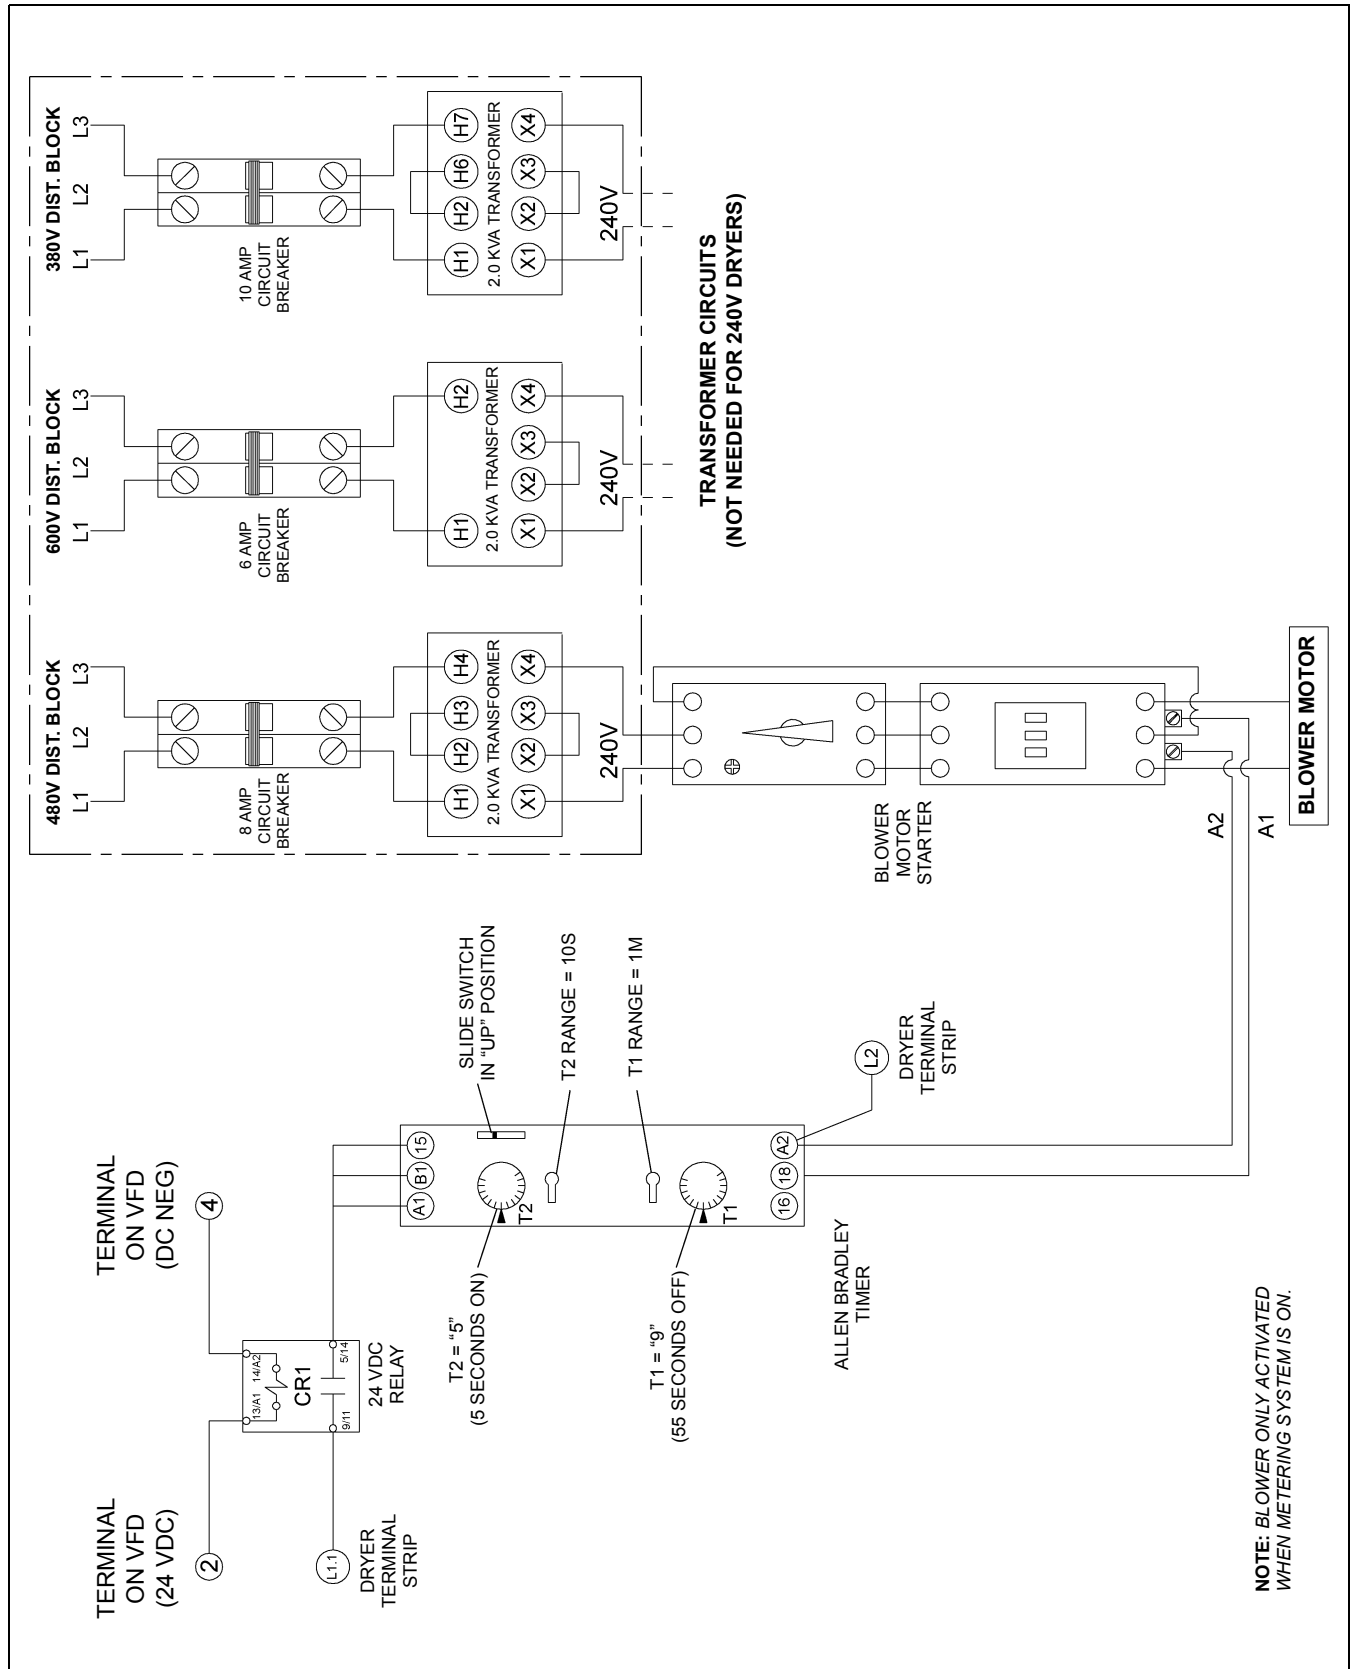 TERMINAL
ON VFD
(24 VDC)
2
TERMINAL
ON VFD
(DC NEG)
4
13/A1
14/A2
CR1
9/11
5/14
24 VDC
RELAY
L1.1
DRYER
TERMINAL
STRIP
A1
B1
15
T2
T1
16
18
A2
T2 = “5”
(5 SECONDS ON)
SLIDE SWITCH
IN “UP” POSITION
T2 RANGE = 10S
T1 RANGE = 1M
T1 = “9”
(55 SECONDS OFF)
ALLEN BRADLEY
TIMER
L2
DRYER
TERMINAL
STRIP
480V DIST. BLOCK
L1
L2
L3
8 AMP
CIRCUIT
BREAKER
H1
H2
H3
H4
2.0 KVA TRANSFORMER
X1
X2
X3
X4
240V
600V DIST. BLOCK
L1
L2
L3
6 AMP
CIRCUIT
BREAKER
H1
H2
2.0 KVA TRANSFORMER
X1
X2
X3
X4
240V
380V DIST. BLOCK
L1
L2
L3
10 AMP
CIRCUIT
BREAKER
H1
H2
H6
H7
2.0 KVA TRANSFORMER
X1
X2
X3
X4
240V
TRANSFORMER CIRCUITS
(NOT NEEDED FOR 240V DRYERS)
BLOWER
MOTOR
STARTER
A2
A1
BLOWER MOTOR
NOTE: BLOWER ONLY ACTIVATED
WHEN METERING SYSTEM IS ON.